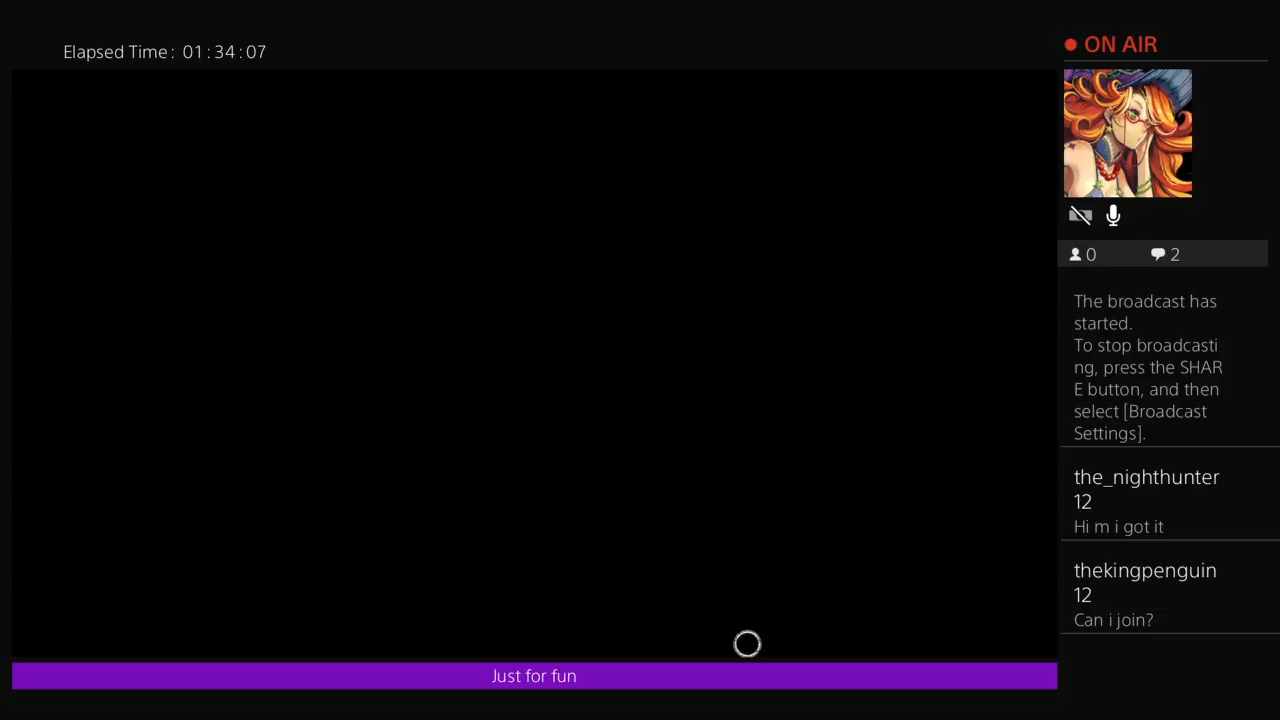 Elapsed Time: 01:34:07
ON AIR
0 2
The broadcast has
started.
To stop broadcasti
ng, press the SHAR
E button, and then
select [Broadcast
Settings].
the_nighthunter
12
Hi m i got it
thekingpenguin
12
Can i join?
Just for fun